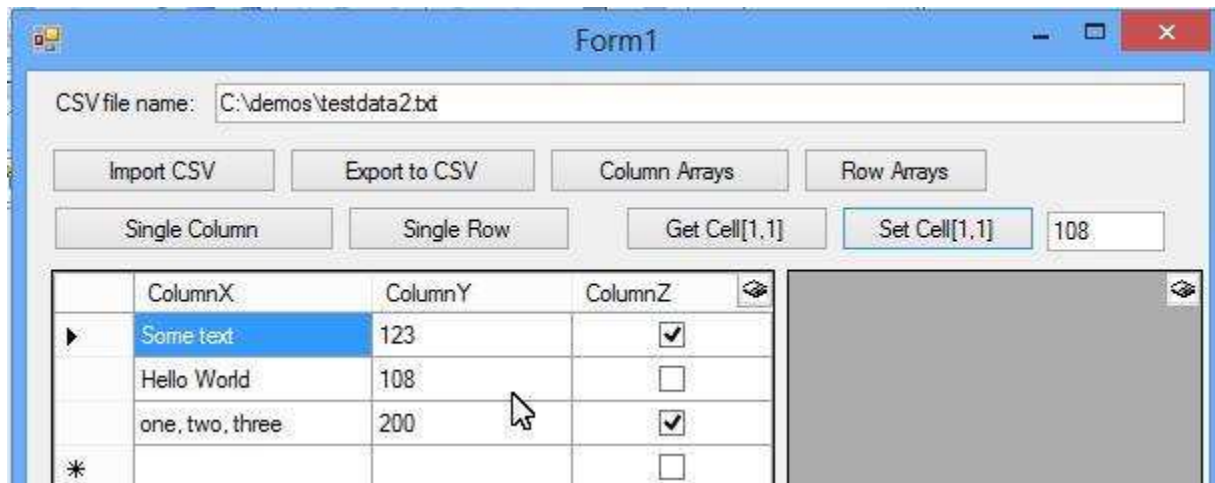 Form1
CSV file name: C:\demos\testdata2.txt
Import CSV Export to CSV Column Arrays Row Arrays
Single Column Single Row Get Cell[1,1] Set Cell[1,1] 108
ColumnX ColumnY ColumnZ
Some text 123
Hello World 108
one, two, three 200